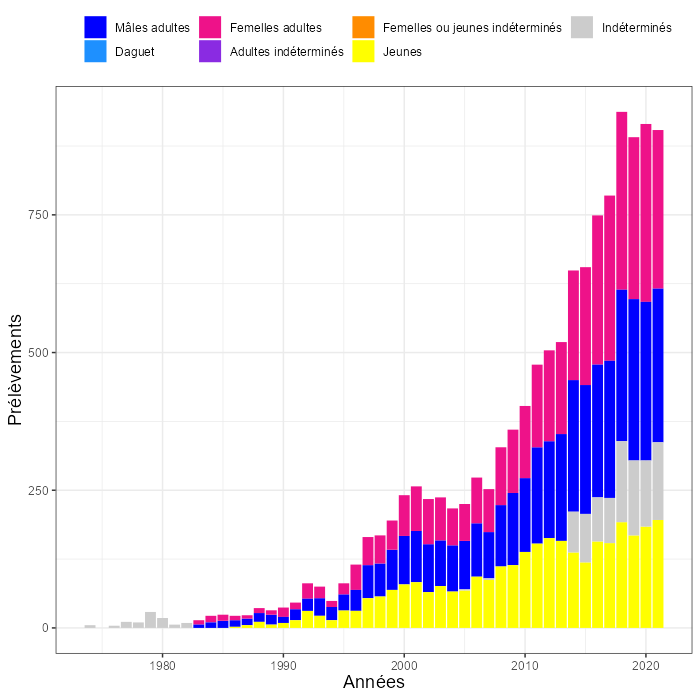 Mâles adultes Femelles adultes Femelles ou jeunes indéterminés Indéterminés
Daguet Adultes indéterminés Jeunes
750
500
250
0
Prélèvements
1980 1990 2000 2010 2020
Années